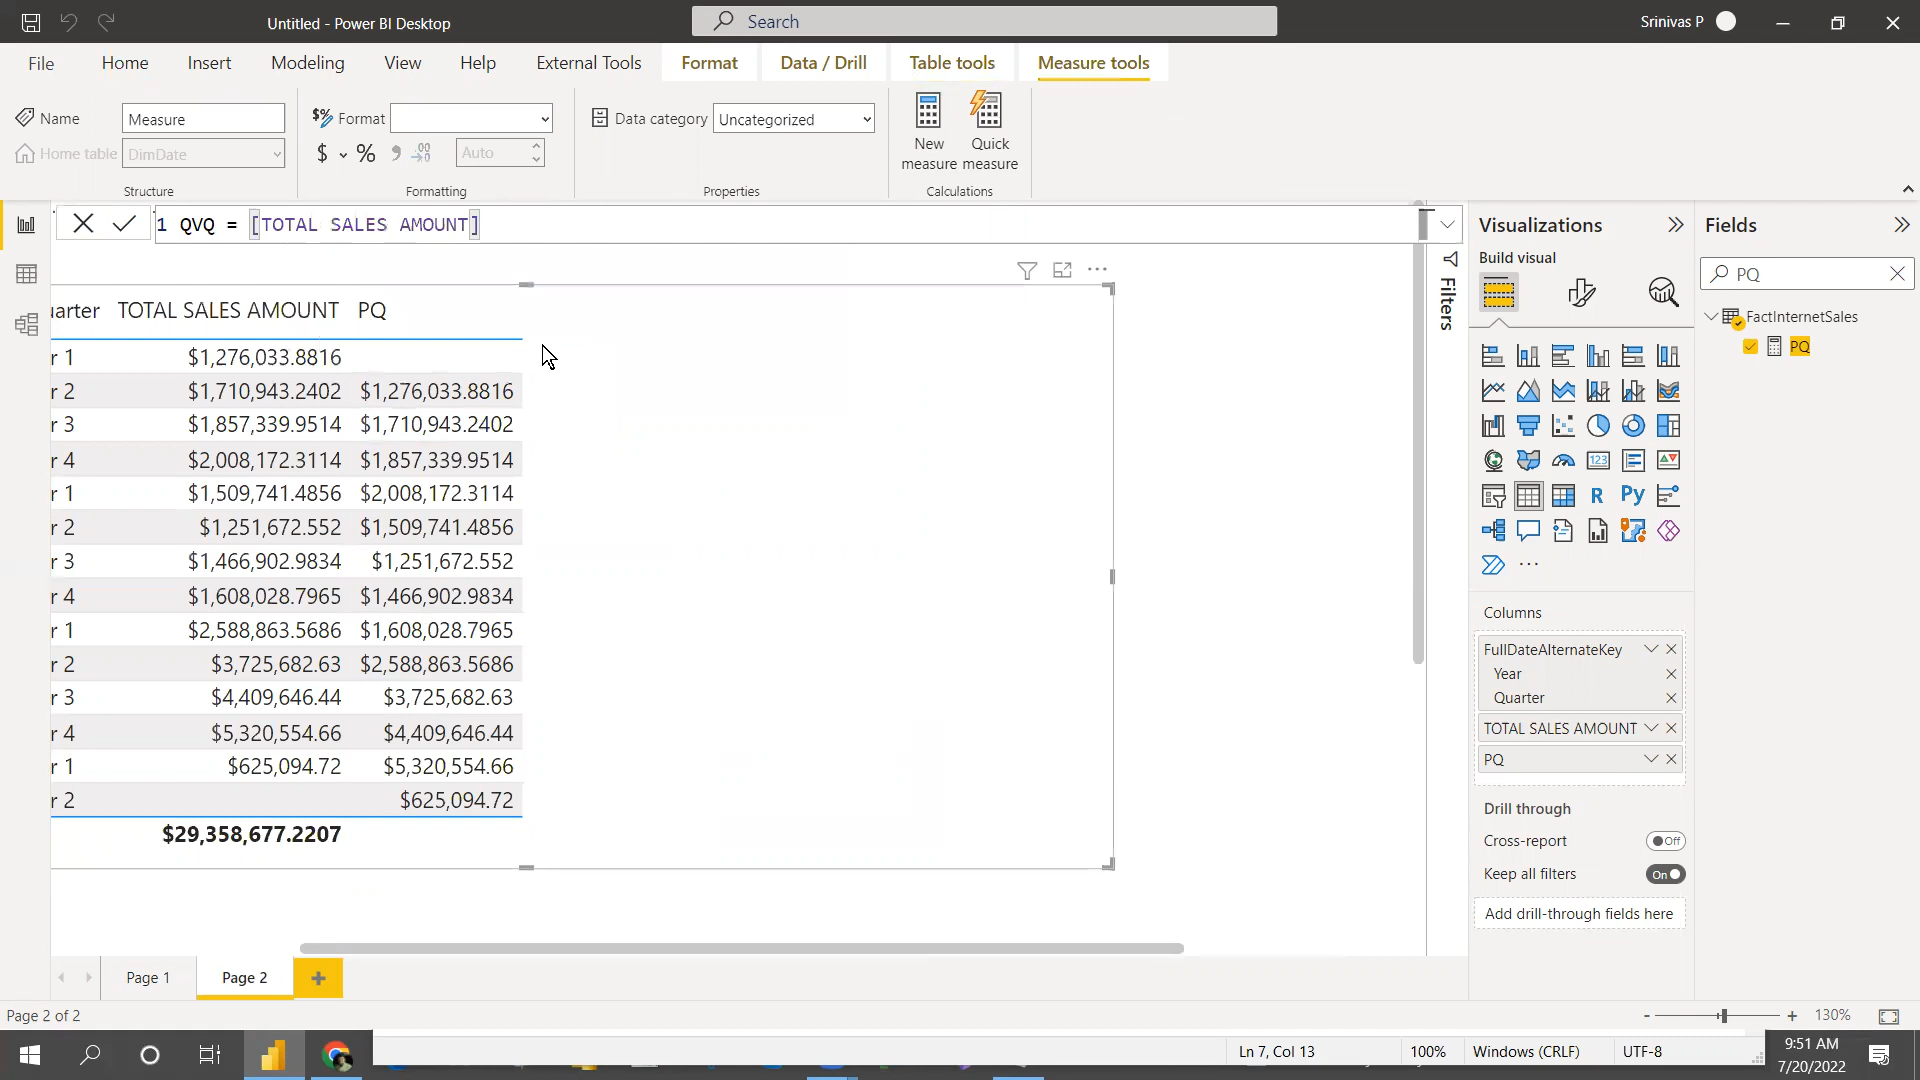 Untitled - Power BI Desktop
Search
Srinivas P
File
Home
Insert
Modeling
View
Help
External Tools
Format
Data / Drill
Table tools
Measure tools
Name
Measure
Home table
DimDate
Structure
Format
$
%
Auto
Formatting
Data category
Uncategorized
Properties
New measure
Quick measure
Calculations
1 QVQ = [TOTAL SALES AMOUNT]
uarter TOTAL SALES AMOUNT PQ
r 1 $1,276,033.8816
r 2 $1,710,943.2402 $1,276,033.8816
r 3 $1,857,339.9514 $1,710,943.2402
r 4 $2,008,172.3114 $1,857,339.9514
r 1 $1,509,741.4856 $2,008,172.3114
r 2 $1,251,672.552 $1,509,741.4856
r 3 $1,466,902.9834 $1,251,672.552
r 4 $1,608,028.7965 $1,466,902.9834
r 1 $2,588,863.5686 $1,608,028.7965
r 2 $3,725,682.63 $2,588,863.5686
r 3 $4,409,646.44 $3,725,682.63
r 4 $5,320,554.66 $4,409,646.44
r 1 $625,094.72 $5,320,554.66
r 2 $625,094.72
$29,358,677.2207
Filters
Visualizations
Build visual
123
R
Py
Columns
FullDateAlternateKey
Year
Quarter
TOTAL SALES AMOUNT
PQ
Drill through
Cross-report
Off
Keep all filters
On
Add drill-through fields here
Fields
PQ
FactInternetSales
PQ
Page 1
Page 2
Page 2 of 2
- + 130%
Ln 7, Col 13
100%
Windows (CRLF)
UTF-8
9:51 AM
7/20/2022